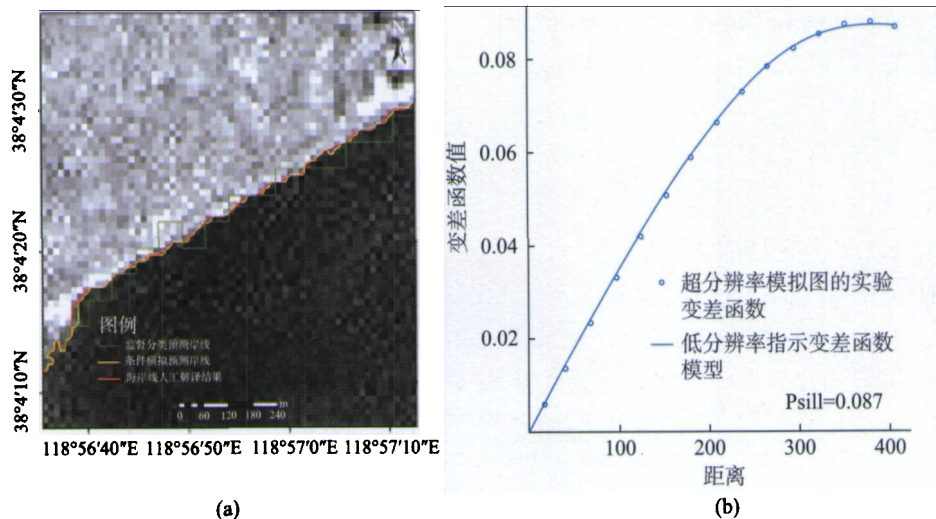 N
38°4′30″N
38°4′20″N
38°4′10″N
图例
监督分类预测岸线
条件模拟预测岸线
海岸线人工解译结果
m
0 60 120 180 240
118°56′40″E 118°56′50″E 118°57′0″E 118°57′10″E
(a)
变差函数值
0.08
0.06
0.04
0.02
超分辨率模拟图的实验
变差函数
低分辨率指示变差函数
模型
Psill=0.087
100 200 300 400
距离
(b)